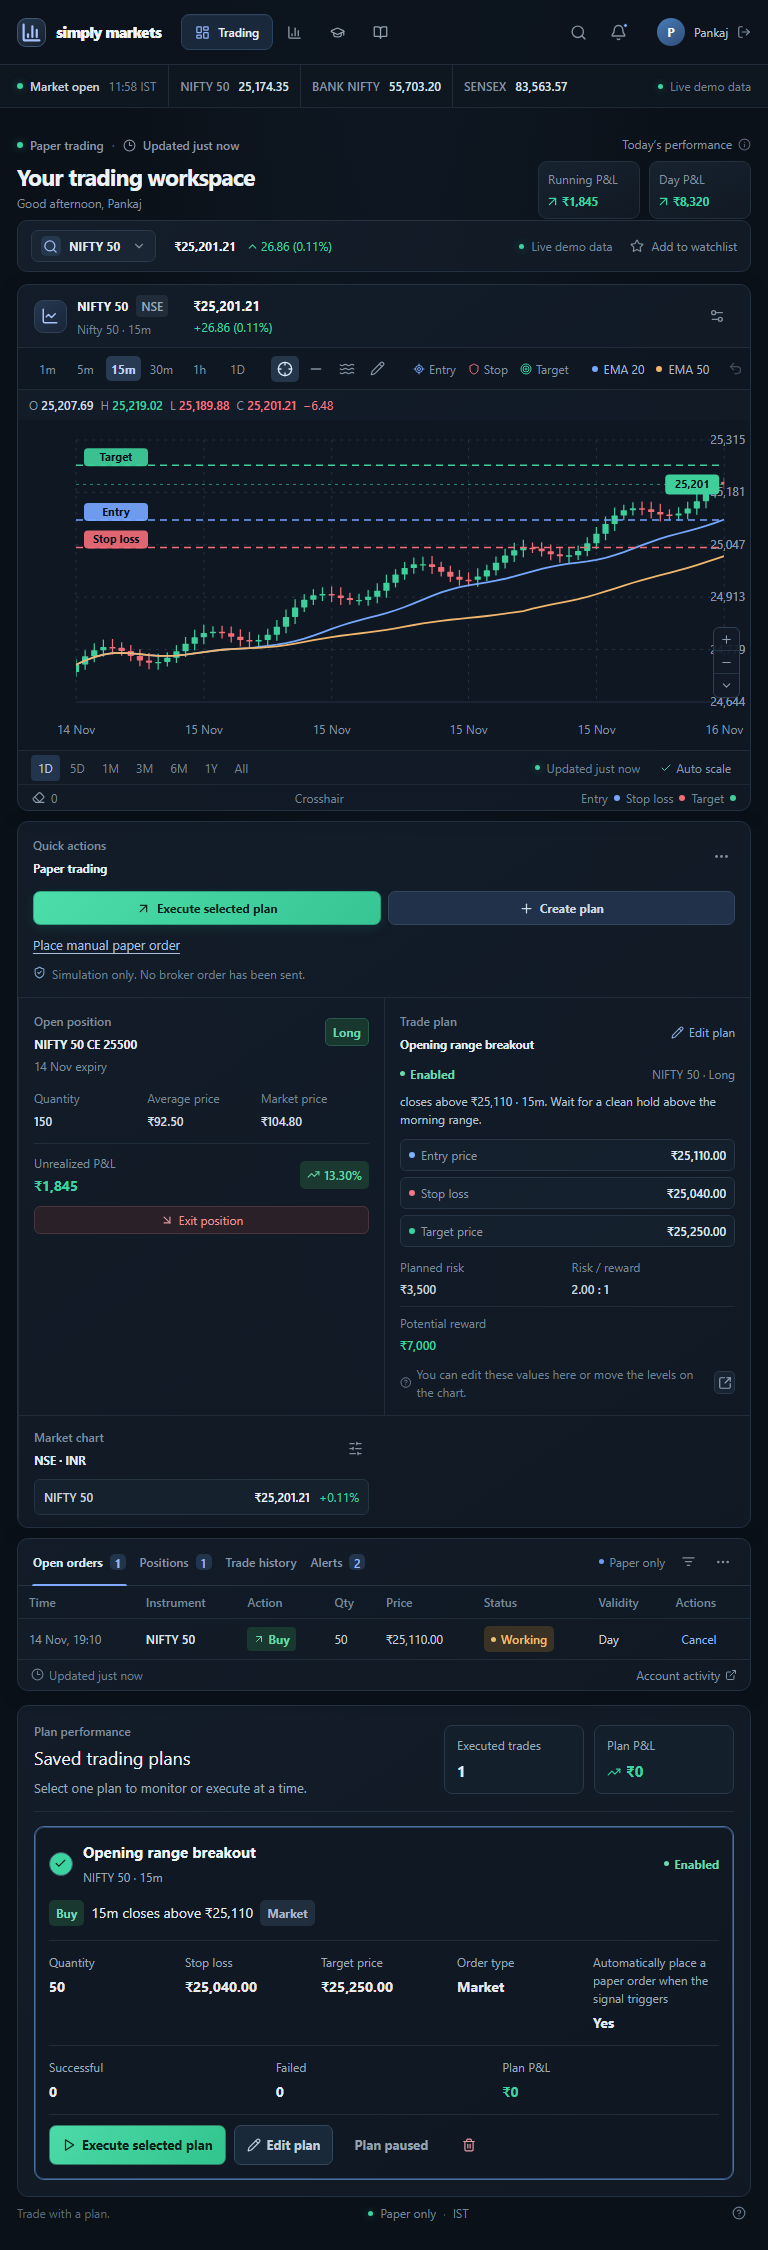 simply markets
Trading
P Pankaj
Market open 11:58 IST NIFTY 50 25,174.35 BANK NIFTY 55,703.20 SENSEX 83,563.57 Live demo data
Paper trading · Updated just now
Today's performance
Your trading workspace
Good afternoon, Pankaj
Running P&L
₹1,845
Day P&L
₹8,320
NIFTY 50 ₹25,201.21 26.86 (0.11%) Live demo data Add to watchlist
NIFTY 50 NSE ₹25,201.21
Nifty 50 · 15m +26.86 (0.11%)
1m 5m 15m 30m 1h 1D Entry Stop Target EMA 20 EMA 50
O 25,207.69 H 25,219.02 L 25,189.88 C 25,201.21 −6.48
25,315
Target
25,201
5,181
Entry
Stop loss
25,047
24,913
24,644
14 Nov 15 Nov 15 Nov 15 Nov 15 Nov 16 Nov
1D 5D 1M 3M 6M 1Y All Updated just now Auto scale
0 Crosshair Entry Stop loss Target
Quick actions
Paper trading
Execute selected plan
Create plan
Place manual paper order
Simulation only. No broker order has been sent.
Open position
NIFTY 50 CE 25500
Long
14 Nov expiry
Quantity Average price Market price
150 ₹92.50 ₹104.80
Unrealized P&L
₹1,845
13.30%
Exit position
Trade plan
Opening range breakout
Edit plan
Enabled NIFTY 50 · Long
closes above ₹25,110 · 15m. Wait for a clean hold above the
morning range.
Entry price ₹25,110.00
Stop loss ₹25,040.00
Target price ₹25,250.00
Planned risk Risk / reward
₹3,500 2.00 : 1
Potential reward
₹7,000
You can edit these values here or move the levels on
the chart.
Market chart
NSE · INR
NIFTY 50 ₹25,201.21 +0.11%
Open orders 1 Positions 1 Trade history Alerts 2 Paper only
Time Instrument Action Qty Price Status Validity Actions
14 Nov, 19:10 NIFTY 50 Buy 50 ₹25,110.00 Working Day Cancel
Updated just now Account activity
Plan performance
Saved trading plans
Select one plan to monitor or execute at a time.
Executed trades
1
Plan P&L
₹0
Opening range breakout
NIFTY 50 · 15m
Enabled
Buy 15m closes above ₹25,110 Market
Quantity Stop loss Target price Order type Automatically place a
paper order when the
signal triggers
50 ₹25,040.00 ₹25,250.00 Market Yes
Successful Failed Plan P&L
0 0 ₹0
Execute selected plan Edit plan Plan paused
Trade with a plan. Paper only · IST